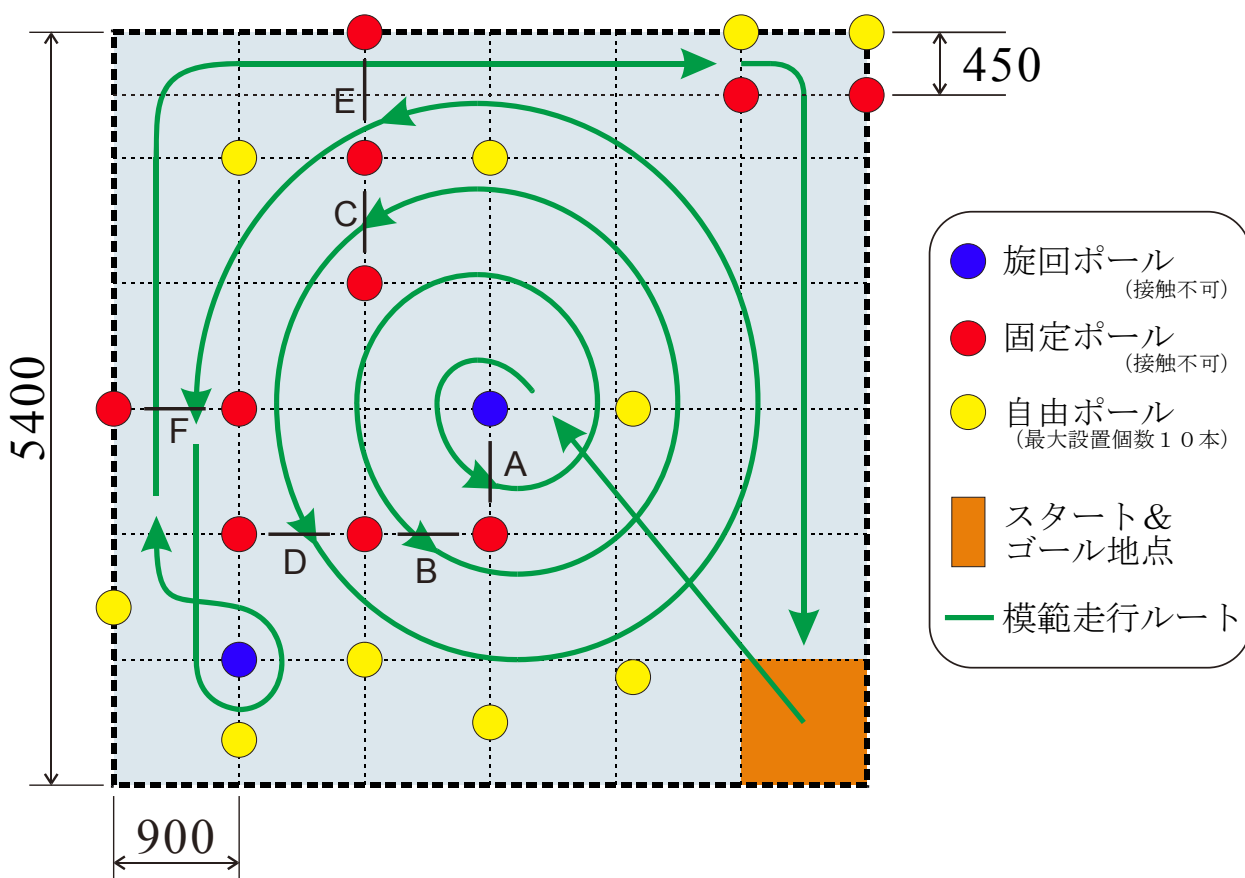 450
E
C
5400
F
A
D
B
900
旋回ポール
（接触不可）
固定ポール
（接触不可）
自由ポール
（最大設置個数１０本）
スタート＆
ゴール地点
模範走行ルート